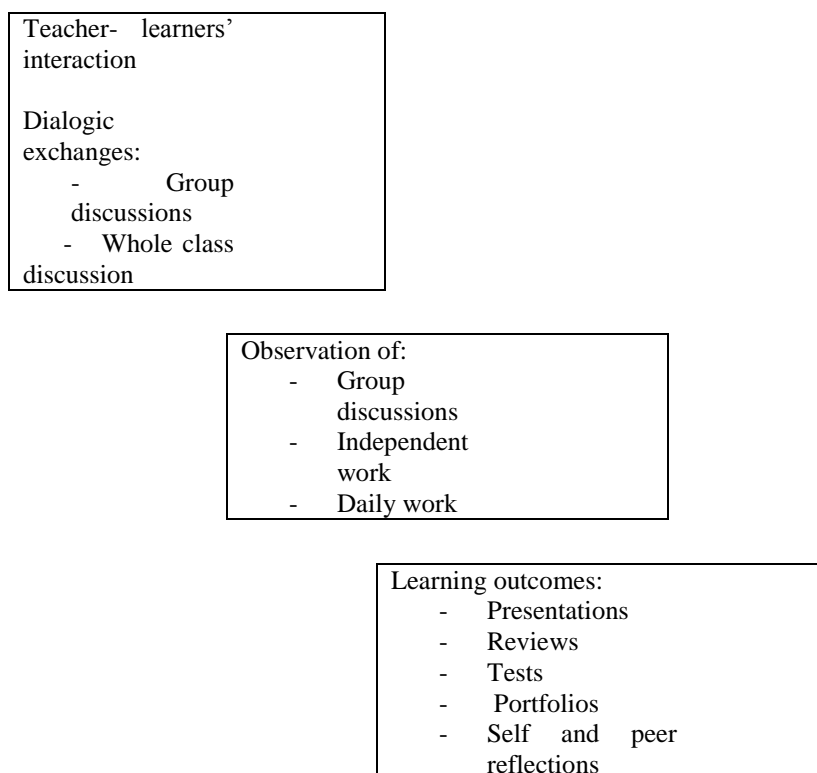 Teacher- learners’
interaction
Dialogic
exchanges:
- Group
discussions
- Whole class
discussion
Observation of:
- Group
discussions
- Independent
work
- Daily work
Learning outcomes:
- Presentations
- Reviews
- Tests
- Portfolios
- Self and peer
reflections